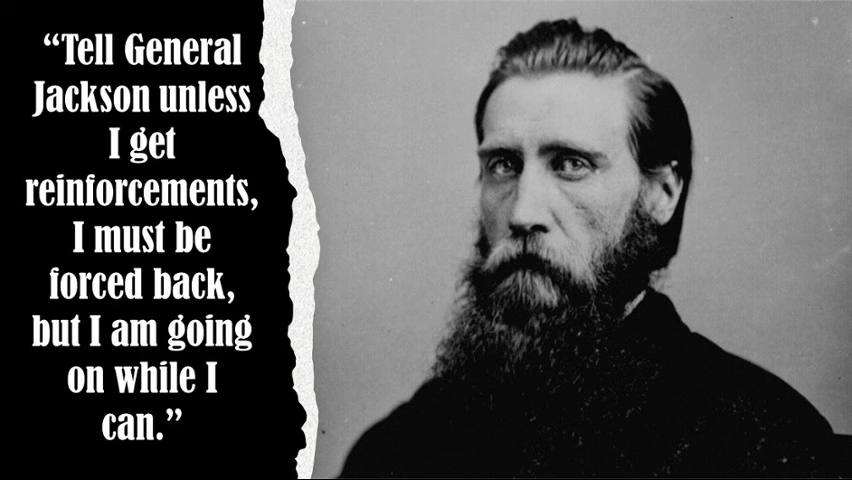 “Tell General
Jackson unless
I get
reinforcements,
I must be
forced back,
but I am going
on while I
can.”